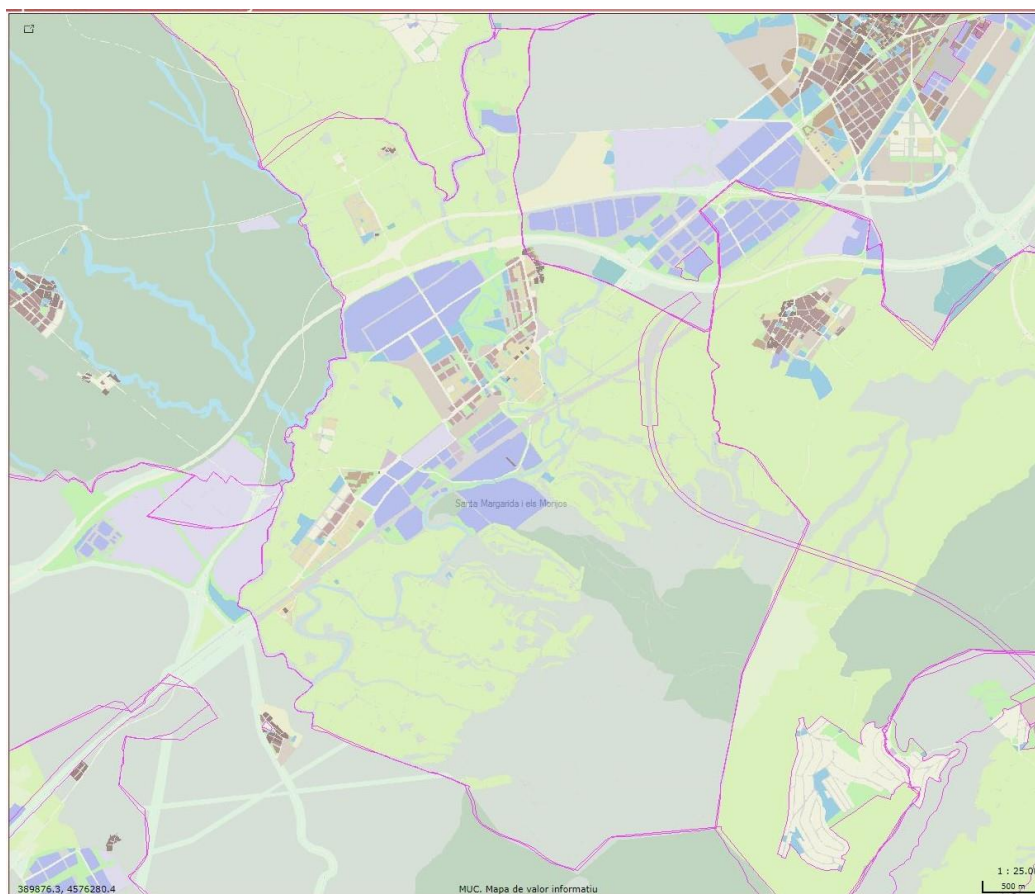 Santa Margarida i els Monjos
1 : 25.0
389876.3, 4576280.4
MUC. Mapa de valor informatiu
500 m